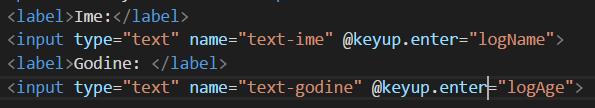 <label>Ime:</label>
<input type="text" name="text-ime" @keyup.enter="logName">
<label>Godine: </label>
<input type="text" name="text-godine" @keyup.enter="logAge">